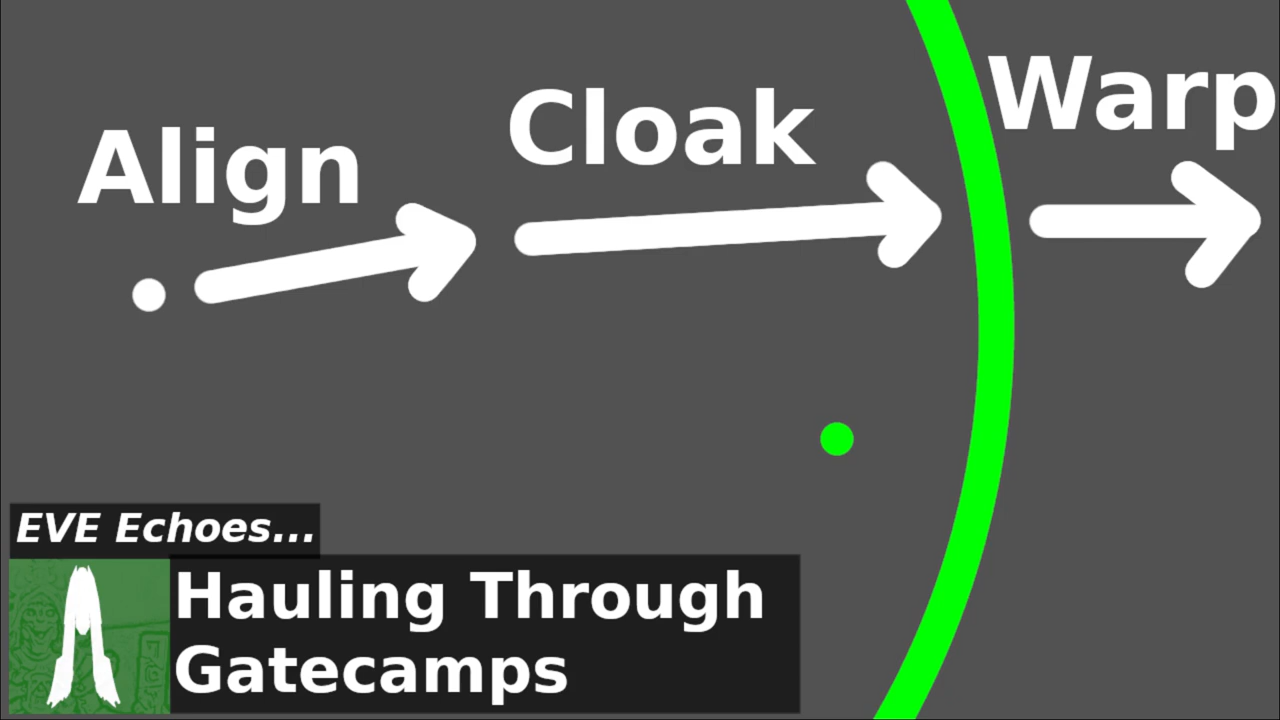 Align
Cloak
Warp
EVE Echoes...
Hauling Through
Gatecamps